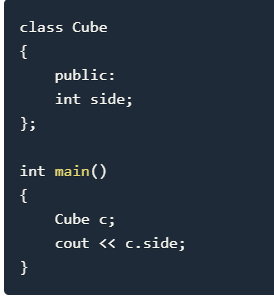 class Cube
{
    public:
    int side;
};

int main()
{
    Cube c;
    cout << c.side;
}